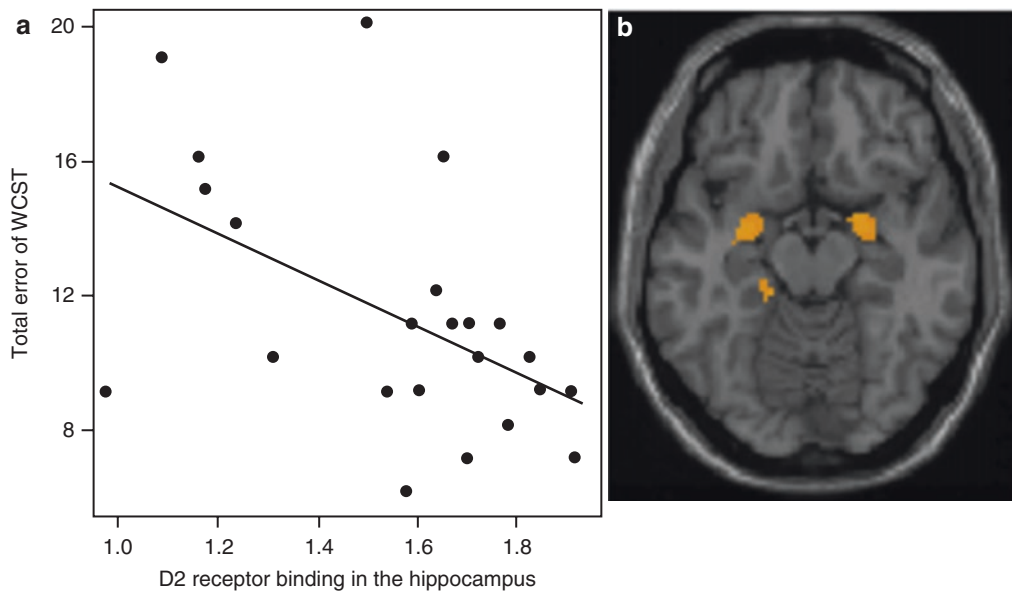 a
20
16
12
8
Total error of WCST
1.0 1.2 1.4 1.6 1.8
D2 receptor binding in the hippocampus
b